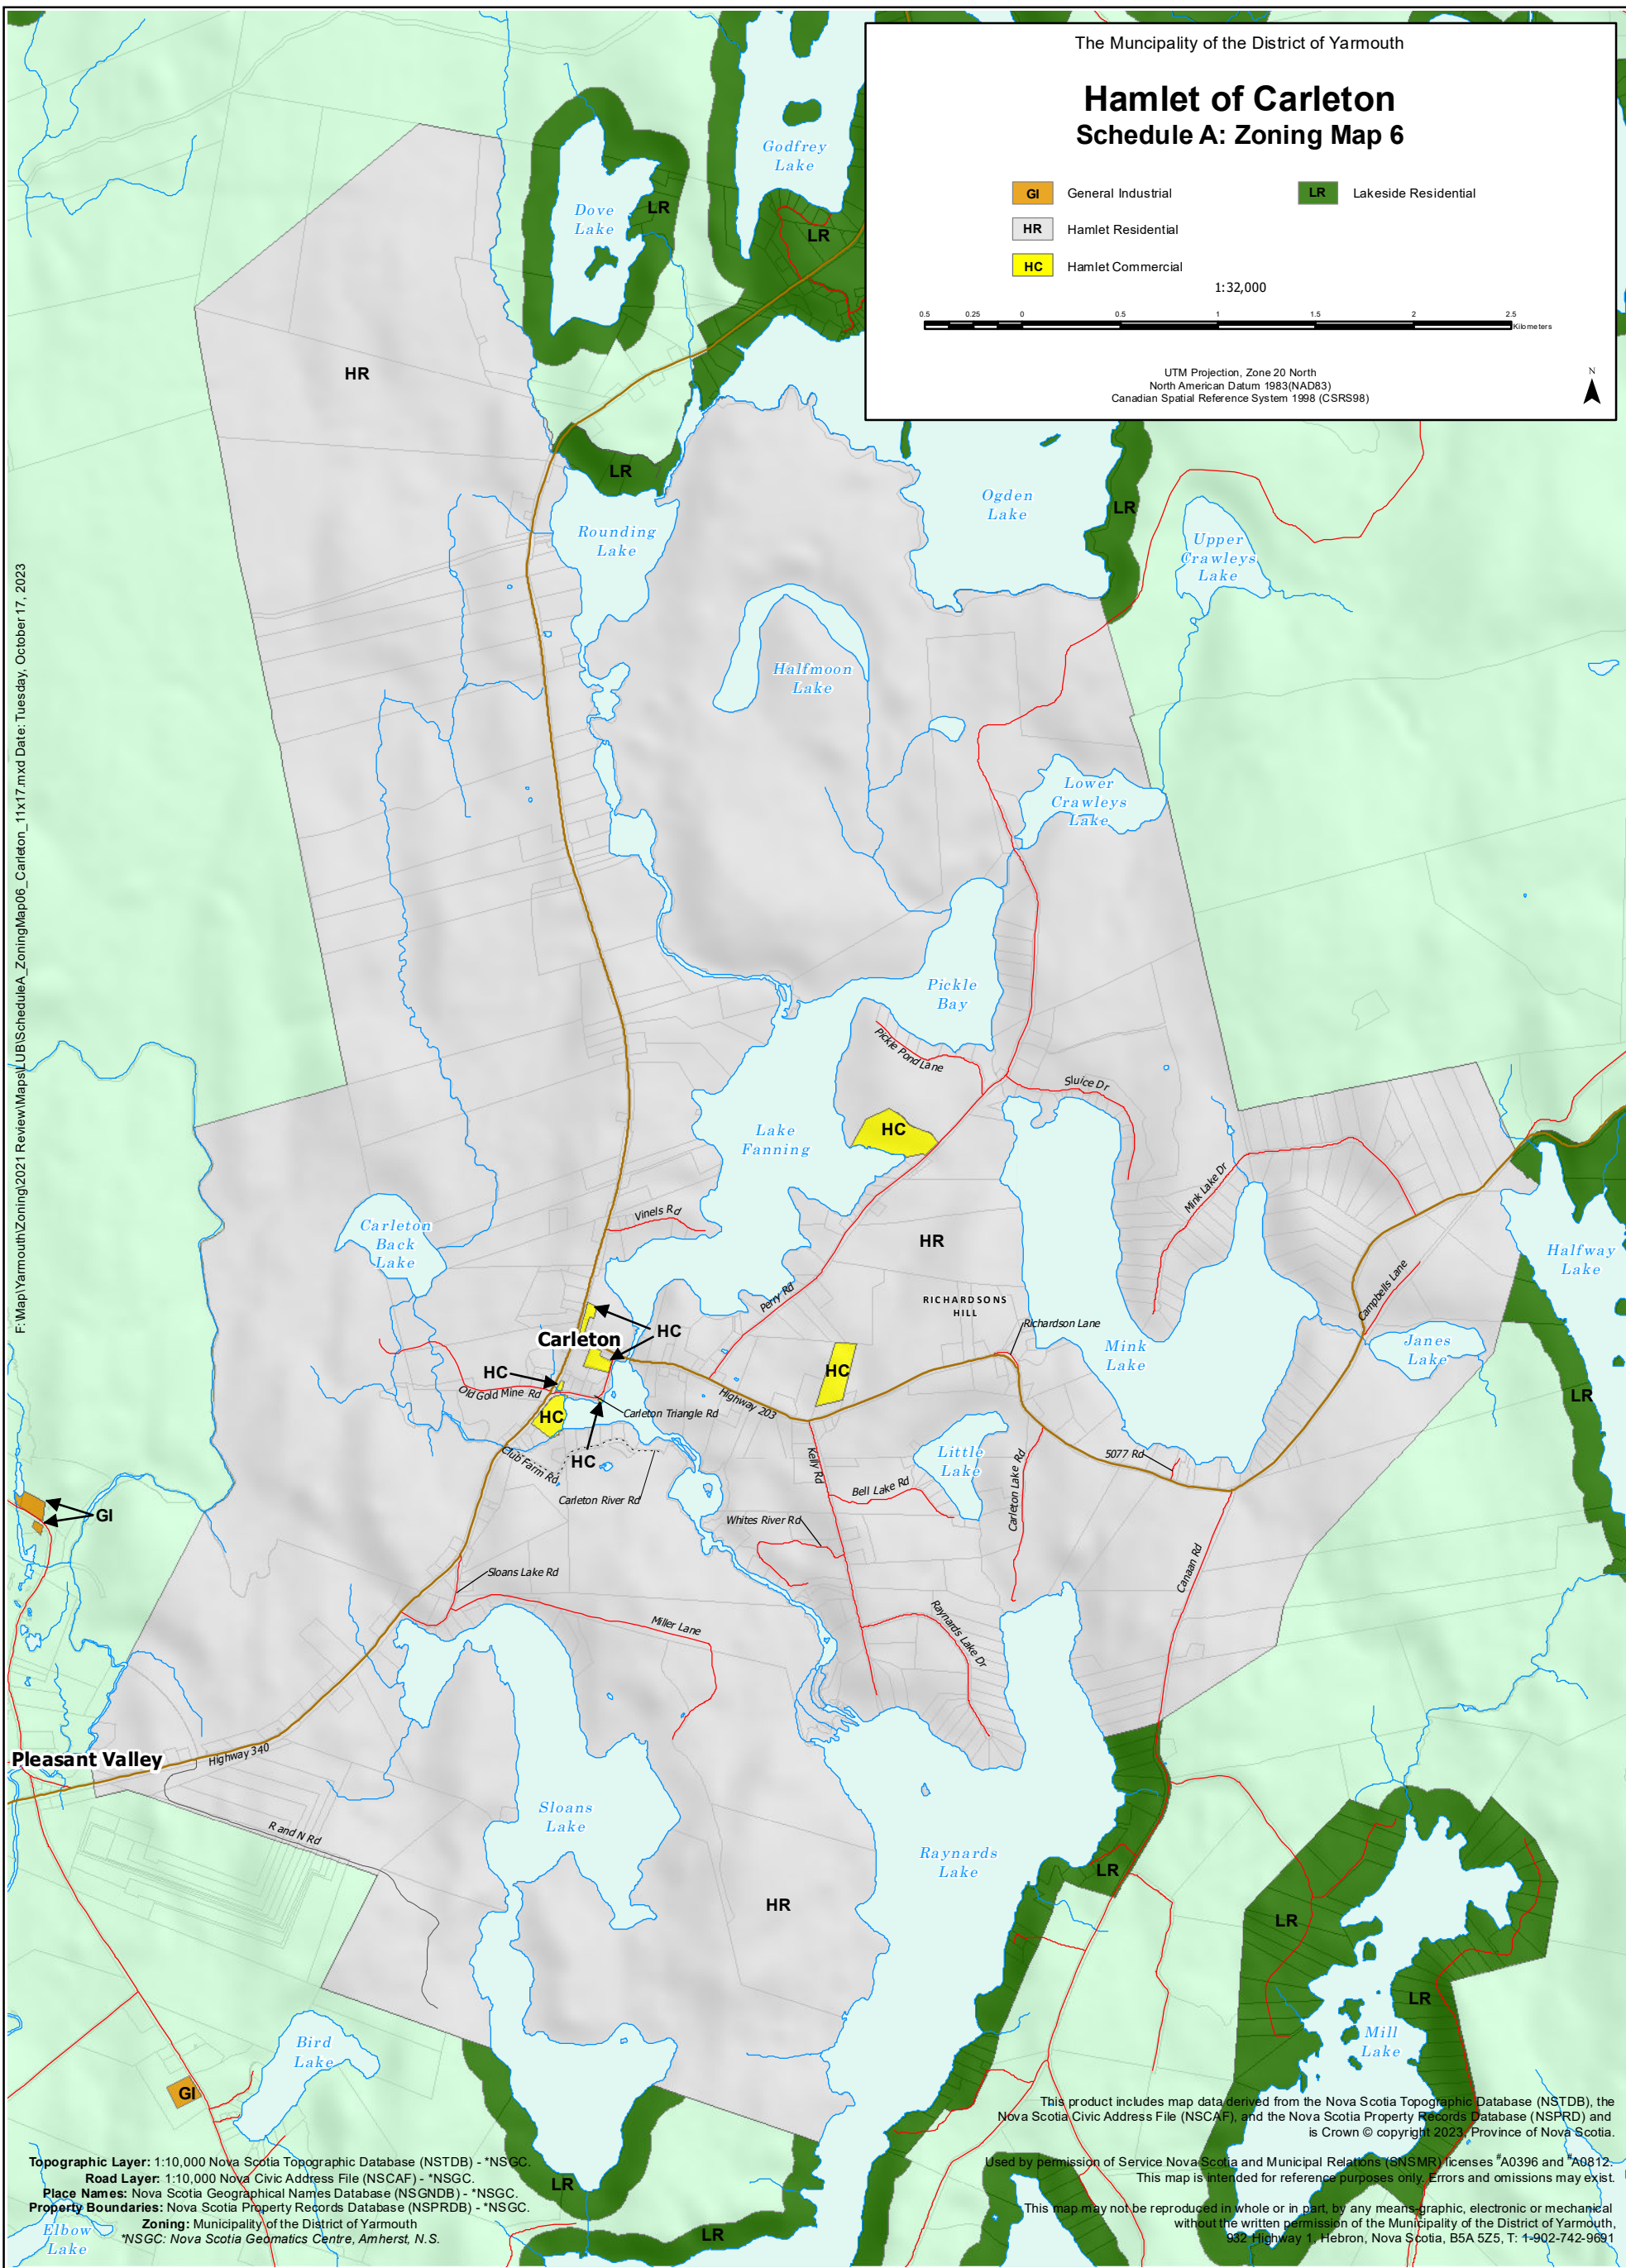 The Muncipality of the District of Yarmouth
Hamlet of Carleton
Schedule A: Zoning Map 6
GI General Industrial
LR Lakeside Residential
HR Hamlet Residential
HC Hamlet Commercial
1:32,000
0.5 0.25 0 0.5 1 1.5 2 2.5
Kilometers
UTM Projection, Zone 20 North
North American Datum 1983(NAD83)
Canadian Spatial Reference System 1998 (CSRS98)
N
Godfrey
Lake
Dove
Lake
LR
LR
HR
LR
Rounding
Lake
Ogden
Lake
LR
Upper
Crawleys
Lake
Halfmoon
Lake
Lower
Crawleys
Lake
Pickle
Bay
Pickle Pond Lane
Sluice Dr
HC
Lake
Fanning
Mink Lake Dr
Vinels Rd
Carleton
Back
Lake
HR
Halfway
Lake
RICHARDSONS
HILL
Perry Rd
Campbells Lane
Richardson Lane
HC
Carleton
Mink
Lake
Janes
Lake
HC
HC
Old Gold Mine Rd
Highway 203
LR
HC
Carleton Triangle Rd
Club Farm Rd
HC
Kelly Rd
Little
Lake
5077 Rd
Bell Lake Rd
Carleton Lake Rd
Carleton River Rd
GI
Whites River Rd
Canaan Rd
Sloans Lake Rd
Miller Lane
Raynards Lake Dr
Pleasant Valley
Highway 340
R and N Rd
Sloans
Lake
Raynards
Lake
LR
HR
LR
LR
Mill
Lake
Bird
Lake
GI
LR
LR
Elbow
Lake
F:\Map\Yarmouth\Zoning\2021 Review\Maps\LUB\ScheduleA_ZoningMap06_Carleton_11x17.mxd Date: Tuesday, October 17, 2023
Topographic Layer: 1:10,000 Nova Scotia Topographic Database (NSTDB) - *NSGC.
Road Layer: 1:10,000 Nova Civic Address File (NSCAF) - *NSGC.
Place Names: Nova Scotia Geographical Names Database (NSGNDB) - *NSGC.
Property Boundaries: Nova Scotia Property Records Database (NSPRDB) - *NSGC.
Zoning: Municipality of the District of Yarmouth
*NSGC: Nova Scotia Geomatics Centre, Amherst, N.S.
This product includes map data derived from the Nova Scotia Topographic Database (NSTDB), the
Nova Scotia Civic Address File (NSCAF), and the Nova Scotia Property Records Database (NSPRD) and
is Crown © copyright 2023, Province of Nova Scotia.
Used by permission of Service Nova Scotia and Municipal Relations (SNSMR) licenses #A0396 and #A0812.
This map is intended for reference purposes only. Errors and omissions may exist.
This map may not be reproduced in whole or in part, by any means-graphic, electronic or mechanical
without the written permission of the Municipality of the District of Yarmouth,
932 Highway 1, Hebron, Nova Scotia, B5A 5Z5, T: 1-902-742-9691